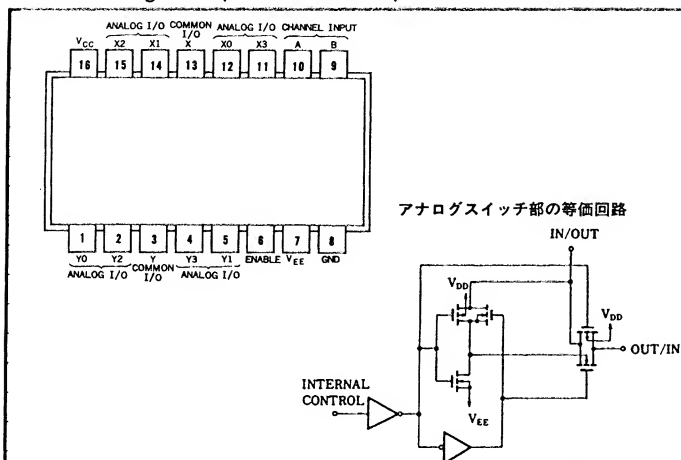 ANALOG I/O COMMON I/O ANALOG I/O CHANNEL INPUT
VCC X2 X1 X X0 X3 A B
16 15 14 13 12 11 10 9
1 2 3 4 5 6 7 8
Y0 Y2 Y Y3 Y1 ENABLE VEE GND
ANALOG I/O COMMON I/O ANALOG I/O
アナログスイッチ部の等価回路
IN/OUT
VDD
VDD
OUT/IN
INTERNAL
CONTROL
VEE